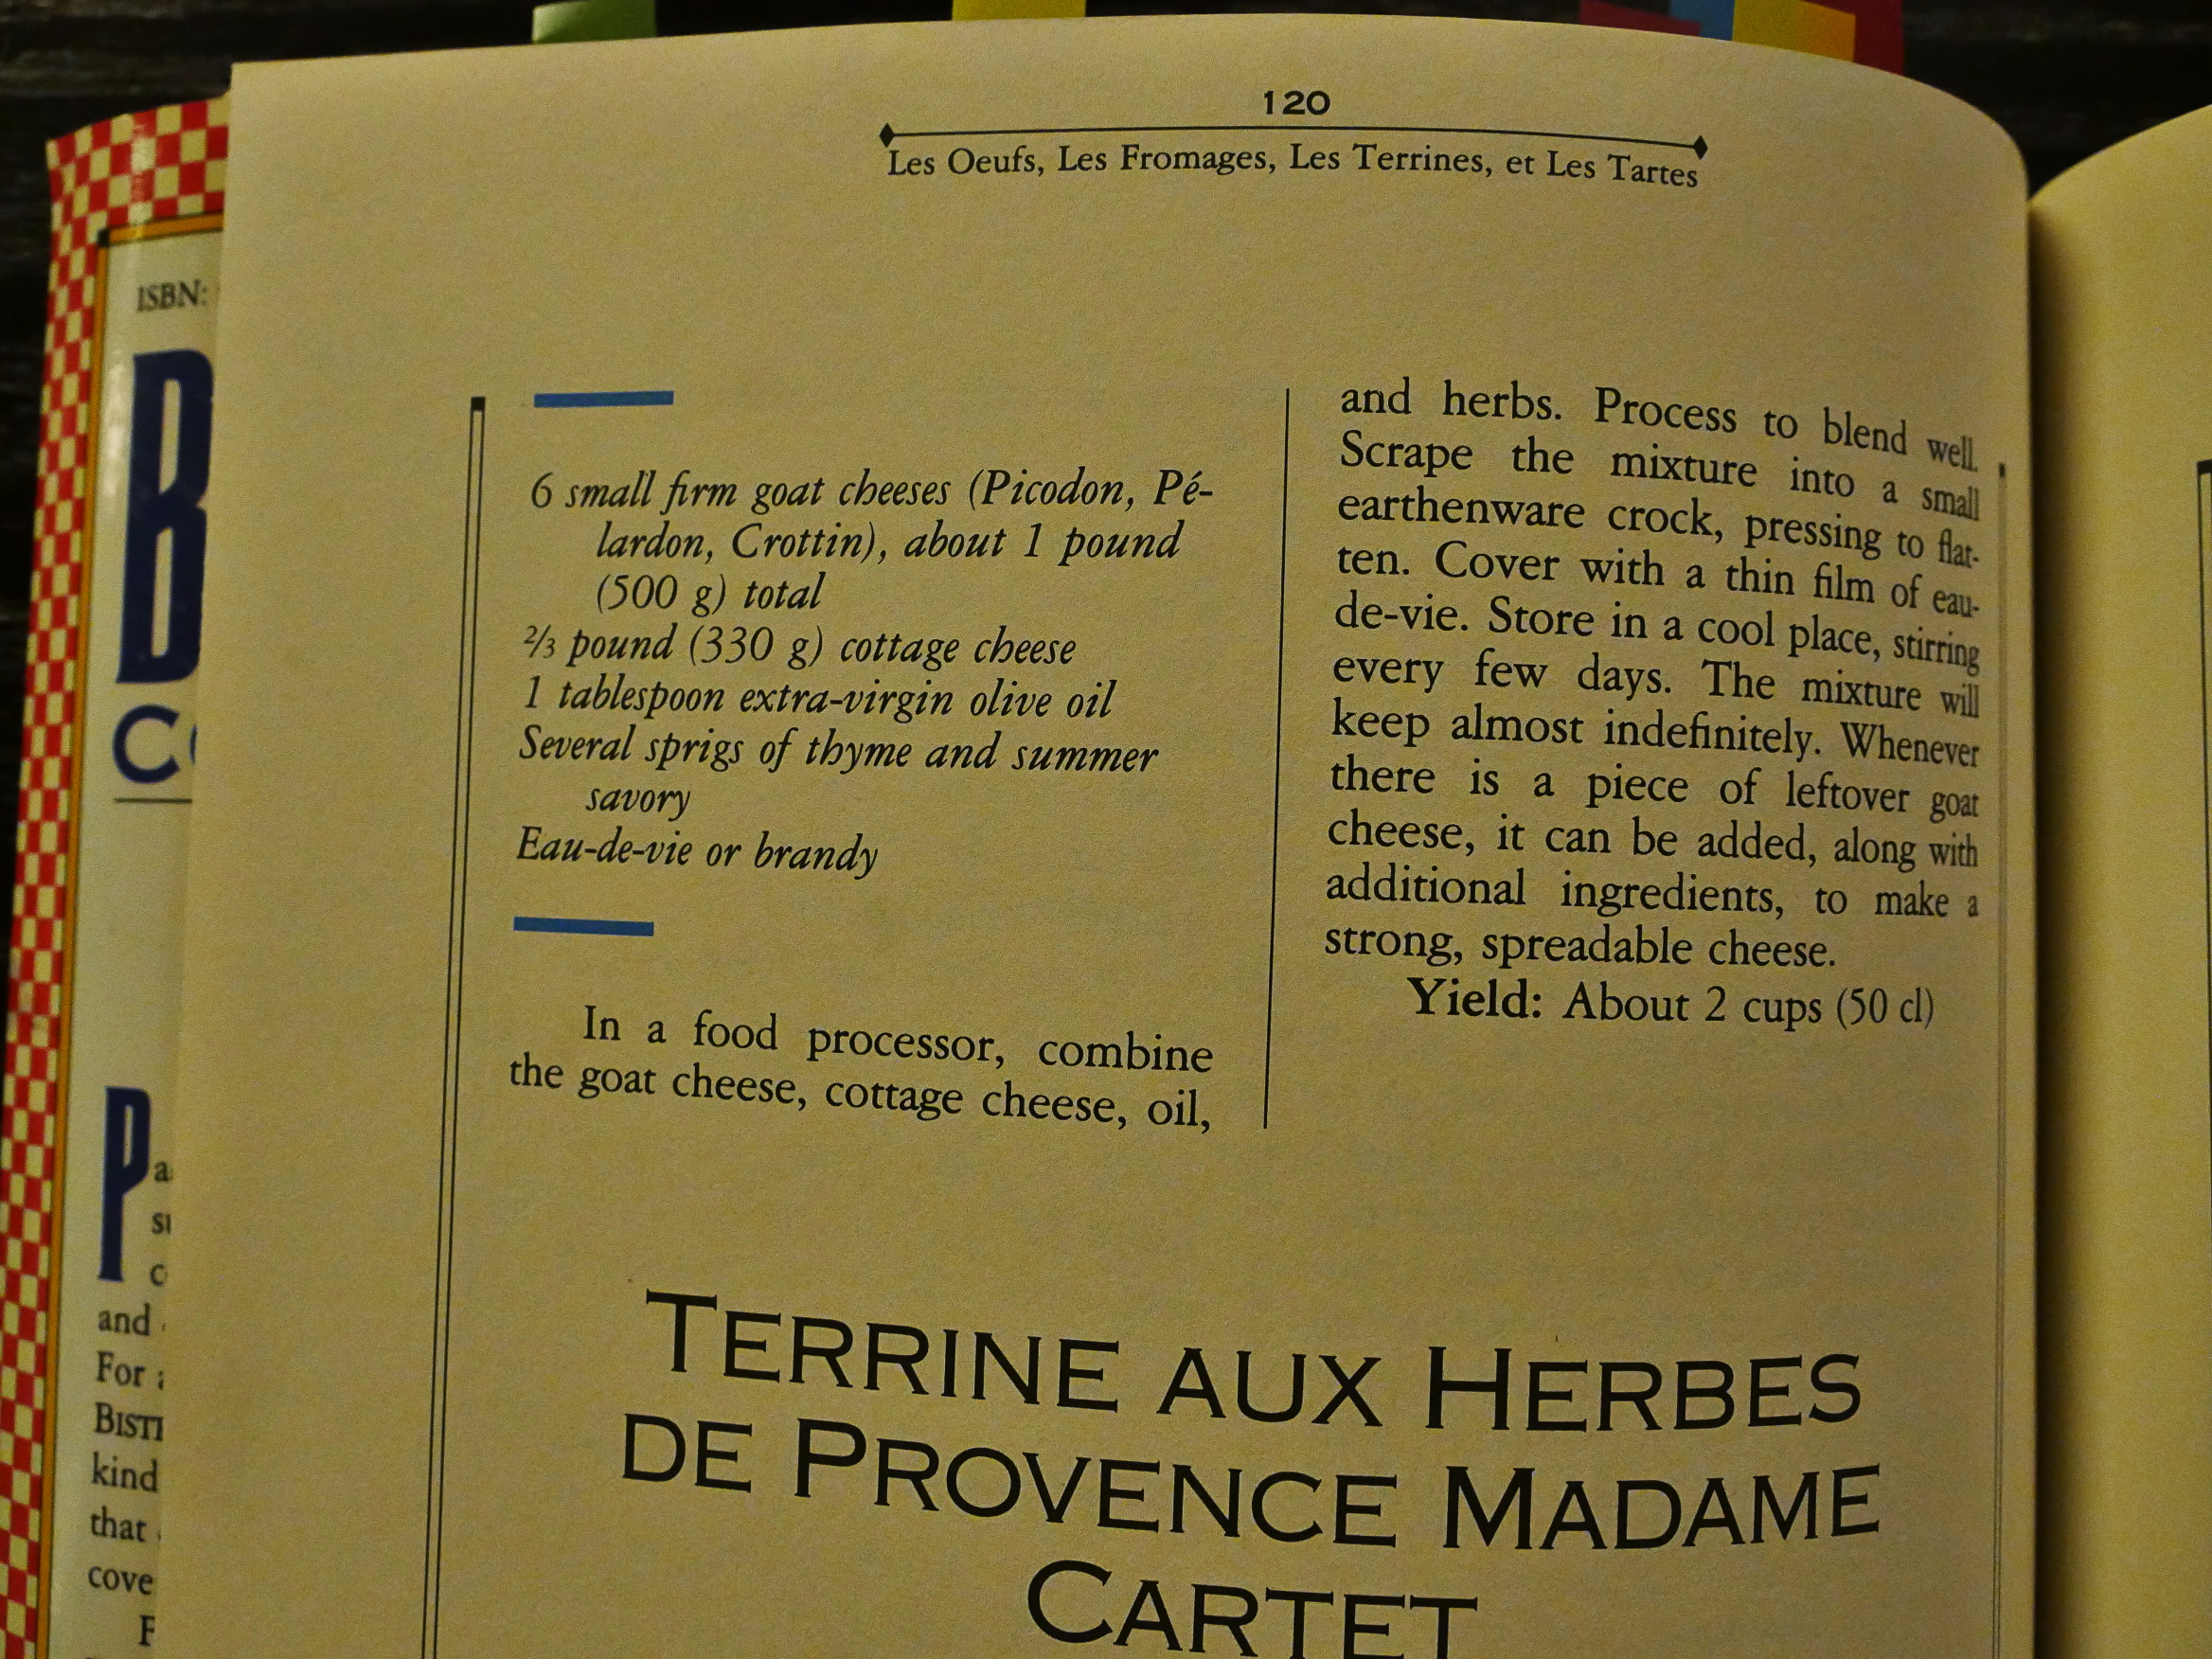 120
Les Oeufs, Les Fromages, Les Terrines, et Les Tartes
6 small firm goat cheeses (Picodon, Pé-
lardon, Crottin), about 1 pound
(500 g) total
⅔ pound (330 g) cottage cheese
1 tablespoon extra-virgin olive oil
Several sprigs of thyme and summer
savory
Eau-de-vie or brandy
In a food processor, combine
the goat cheese, cottage cheese, oil,
and herbs. Process to blend well.
Scrape the mixture into a small
earthenware crock, pressing to flat-
ten. Cover with a thin film of eau-
de-vie. Store in a cool place, stirring
every few days. The mixture will
keep almost indefinitely. Whenever
there is a piece of leftover goat
cheese, it can be added, along with
additional ingredients, to make a
strong, spreadable cheese.
Yield: About 2 cups (50 cl)
TERRINE AUX HERBES
DE PROVENCE MADAME
CARTET
ISBN:
B
C
P
and
For
BIST
kind
that
cove
F